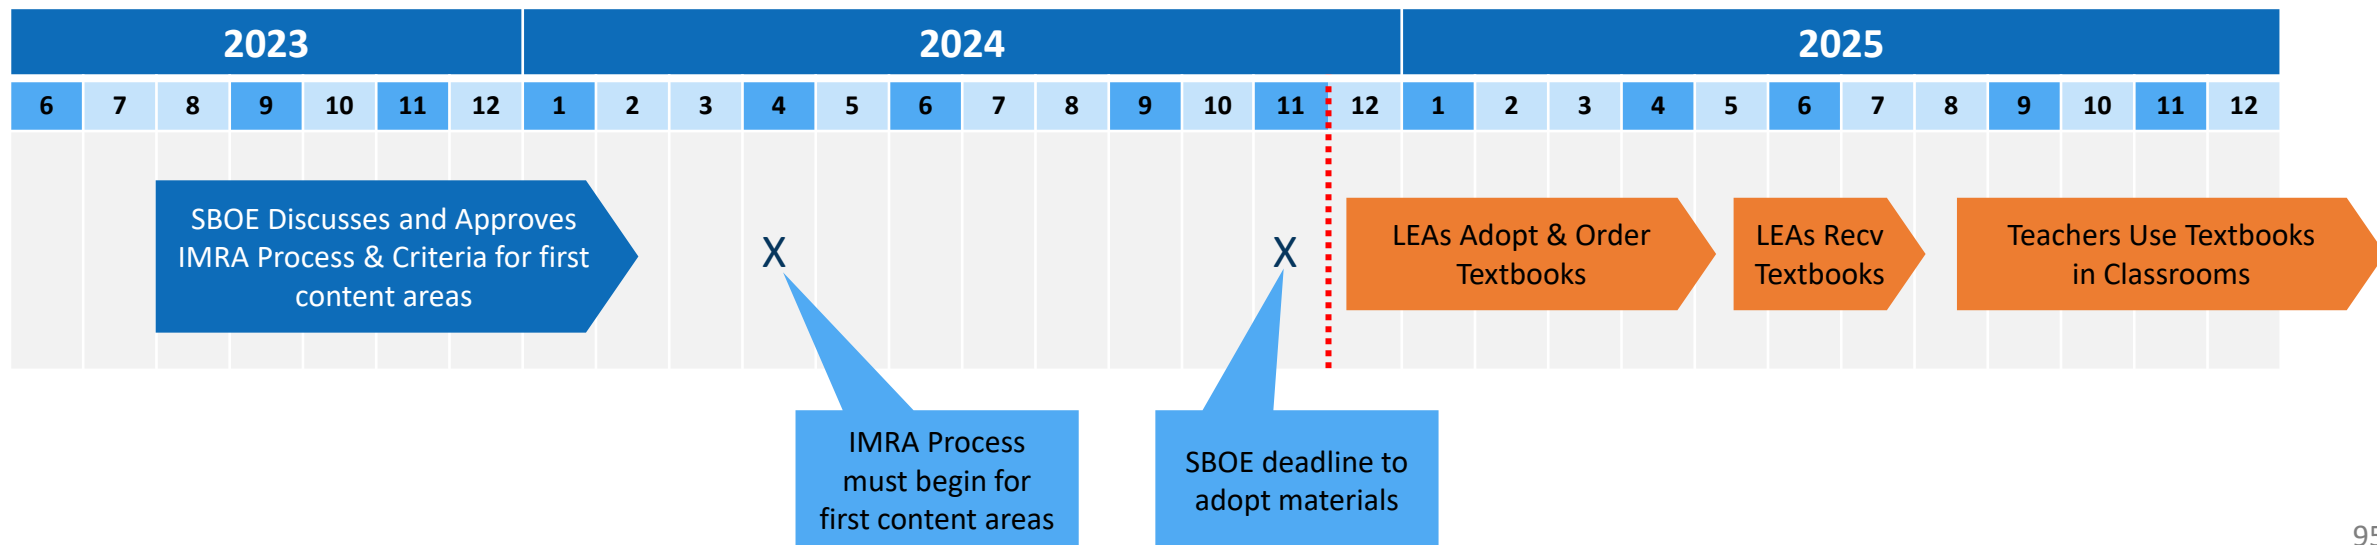 2023 2024 2025
6 7 8 9 10 11 12 1 2 3 4 5 6 7 8 9 10 11 12 1 2 3 4 5 6 7 8 9 10 11 12
SBOE Discusses and Approves
IMRA Process & Criteria for first
content areas
X
X
LEAs Adopt & Order
Textbooks
LEAs Recv
Textbooks
Teachers Use Textbooks
in Classrooms
IMRA Process
must begin for
first content areas
SBOE deadline to
adopt materials
95